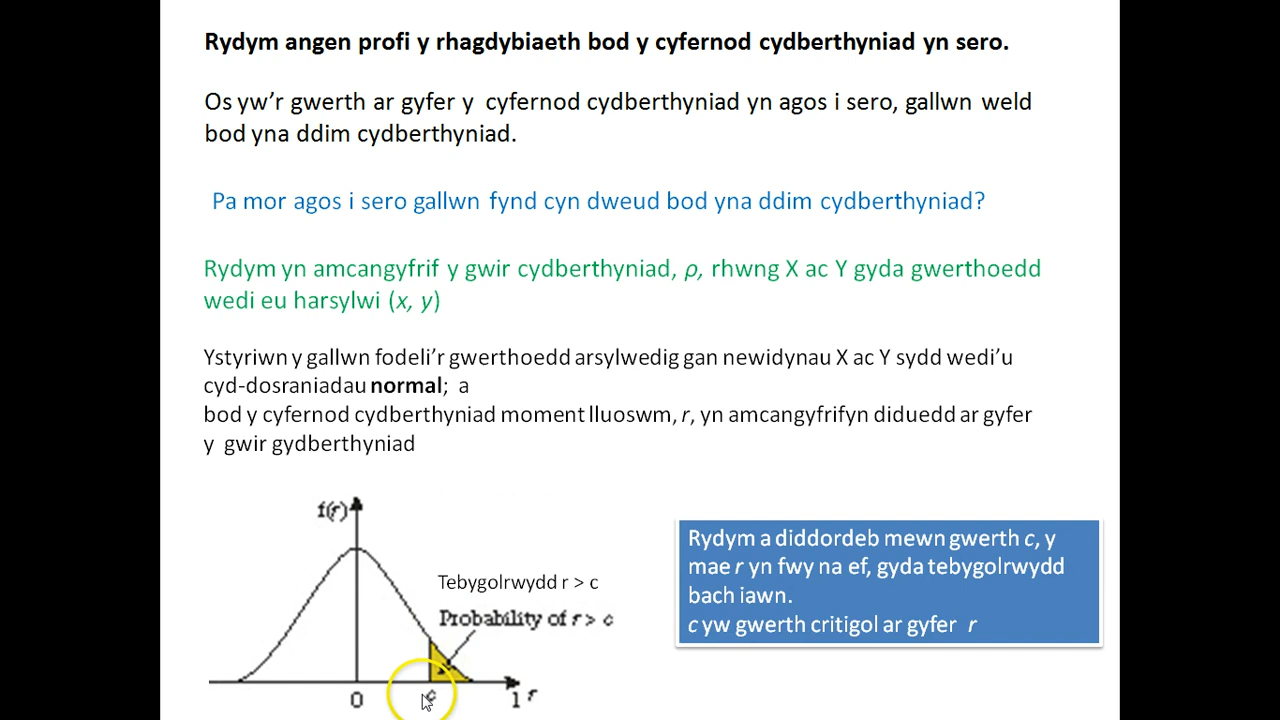 Rydym angen profi y rhagdybiaeth bod y cyfernod cydberthyniad yn sero.
Os yw’r gwerth ar gyfer y cyfernod cydberthyniad yn agos i sero, gallwn weld
bod yna ddim cydberthyniad.
Pa mor agos i sero gallwn fynd cyn dweud bod yna ddim cydberthyniad?
Rydym yn amcangyfrif y gwir cydberthyniad, ρ, rhwng X ac Y gyda gwerthoedd
wedi eu harsylwi (x, y)
Ystyriwn y gallwn fodeli’r gwerthoedd arsylwedig gan newidynau X ac Y sydd wedi’u
cyd-dosraniadau normal; a
bod y cyfernod cydberthyniad moment lluoswm, r, yn amcangyfrifyn diduedd ar gyfer
y gwir gydberthyniad
f(r)
Tebygolrwydd r > c
Probability of r > c
0 c 1 r
Rydym a diddordeb mewn gwerth c, y
mae r yn fwy na ef, gyda tebygolrwydd
bach iawn.
c yw gwerth critigol ar gyfer r